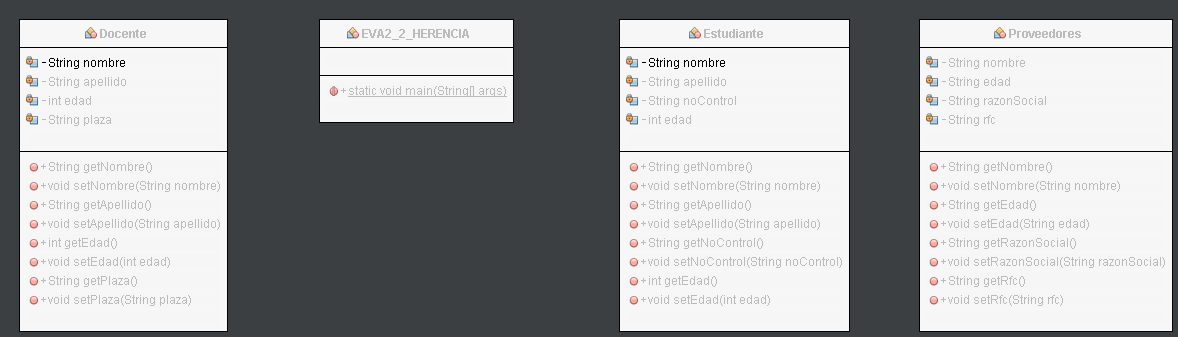 Docente
- String nombre
- String apellido
- int edad
- String plaza
+ String getNombre()
+ void setNombre(String nombre)
+ String getApellido()
+ void setApellido(String apellido)
+ int getEdad()
+ void setEdad(int edad)
+ String getPlaza()
+ void setPlaza(String plaza)
EVA2_2_HERENCIA
+ static void main(String[] args)
Estudiante
- String nombre
- String apellido
- String noControl
- int edad
+ String getNombre()
+ void setNombre(String nombre)
+ String getApellido()
+ void setApellido(String apellido)
+ String getNoControl()
+ void setNoControl(String noControl)
+ int getEdad()
+ void setEdad(int edad)
Proveedores
- String nombre
- String edad
- String razonSocial
- String rfc
+ String getNombre()
+ void setNombre(String nombre)
+ String getEdad()
+ void setEdad(String edad)
+ String getRazonSocial()
+ void setRazonSocial(String razonSocial)
+ String getRfc()
+ void setRfc(String rfc)